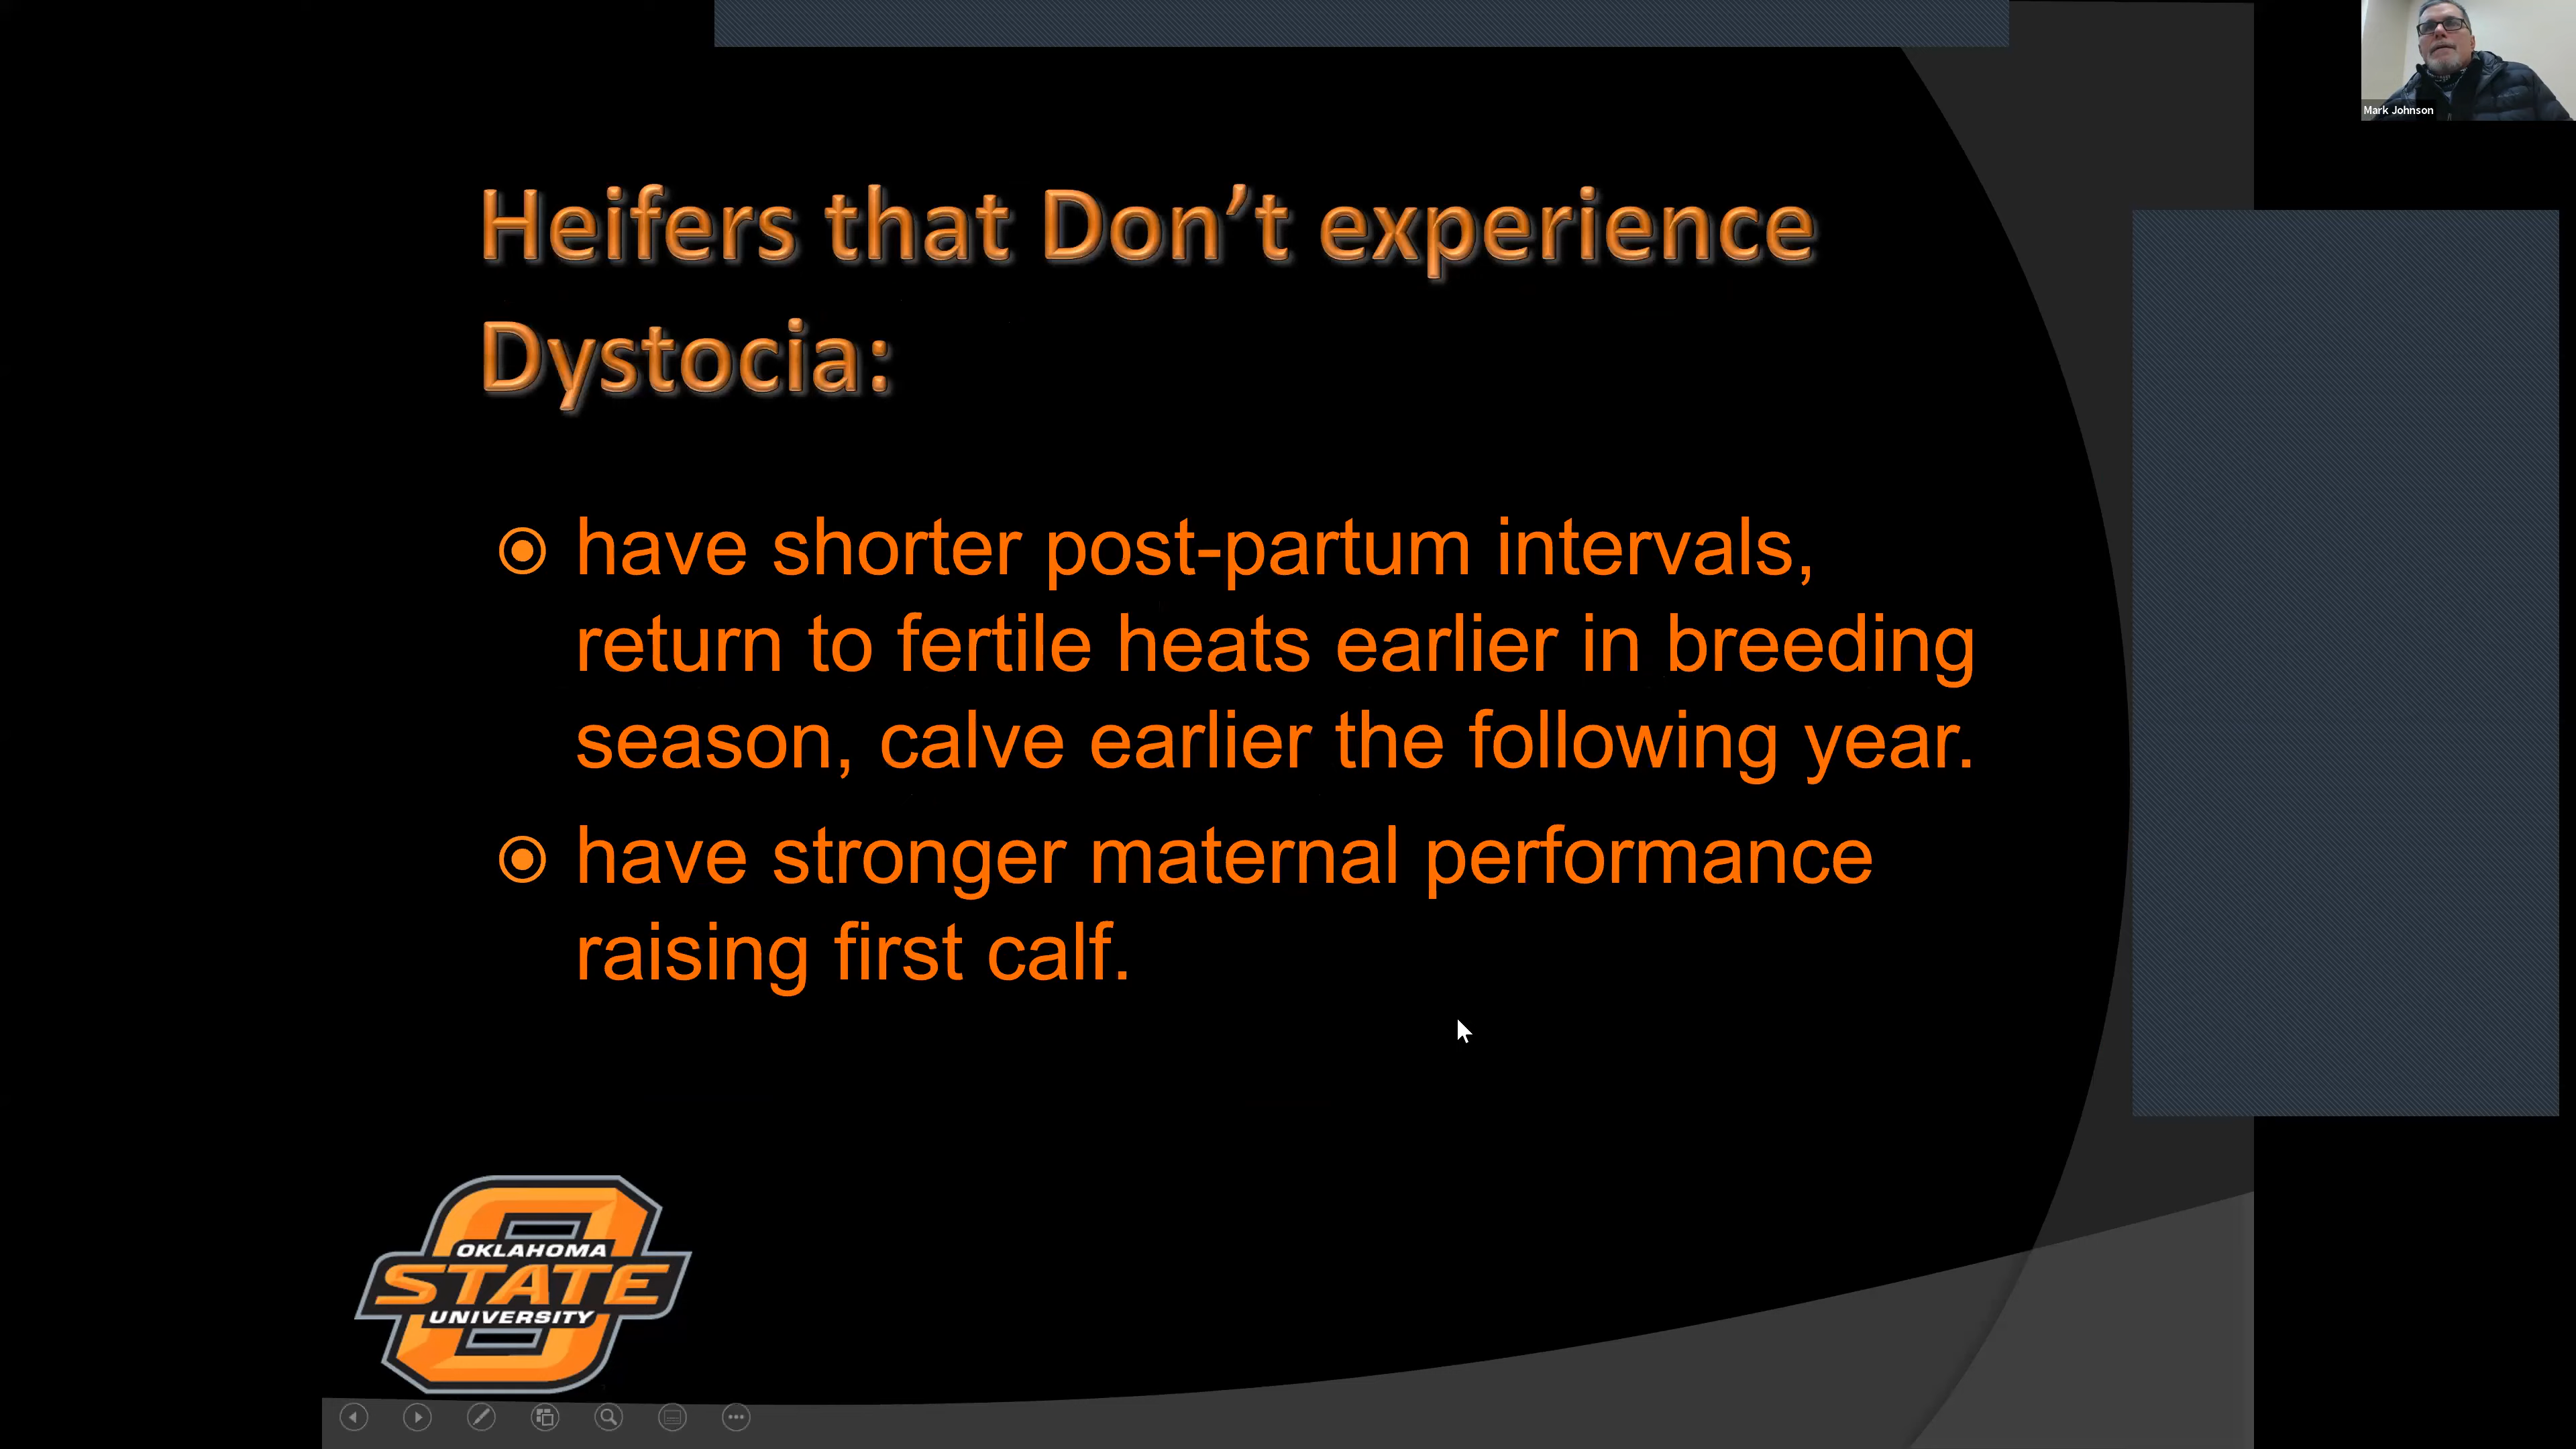 Mark Johnson
Heifers that Don’t experience
Dystocia:
have shorter post-partum intervals,
return to fertile heats earlier in breeding
season, calve earlier the following year.
have stronger maternal performance
raising first calf.
OKLAHOMA
STATE
UNIVERSITY